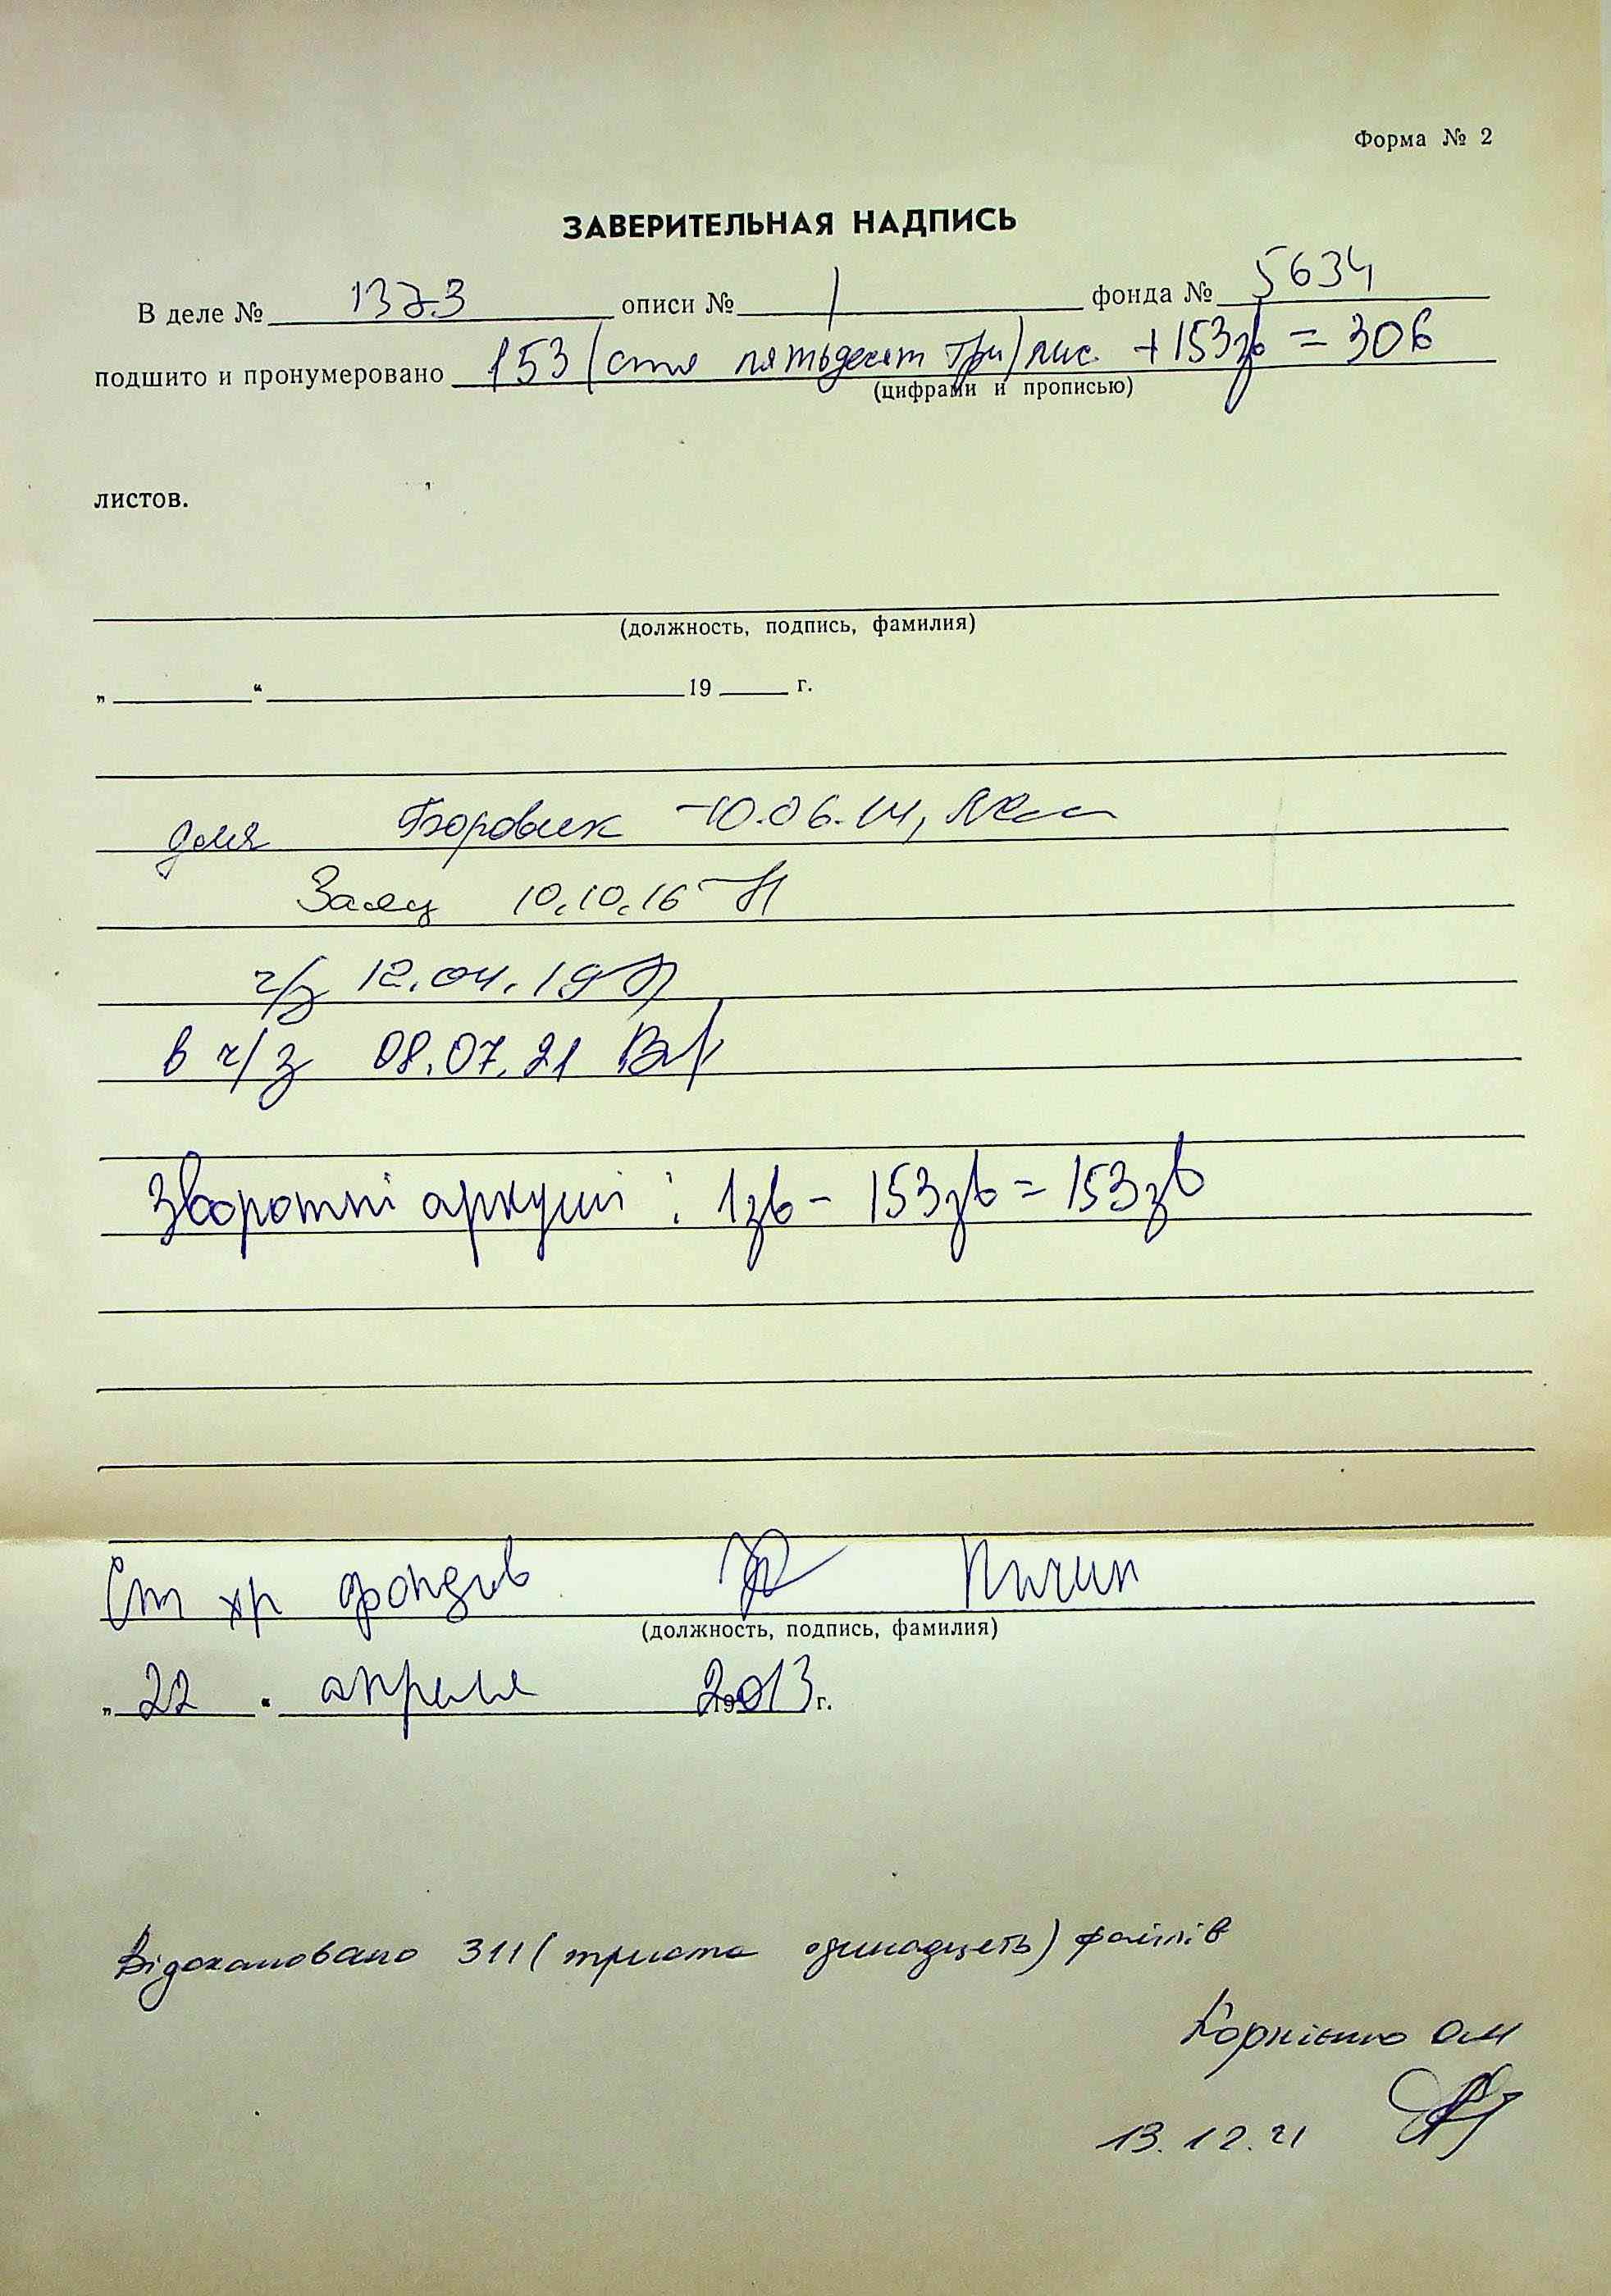 Форма № 2
ЗАВЕРИТЕЛЬНАЯ НАДПИСЬ
В деле № 1373 описи № 1 фонда № 5634
подшито и пронумеровано 153 (сто пятьдесят три) лис. + 153зв = 306
(цифрами и прописью)
листов.
(должность, подпись, фамилия)
„ “ 19 г.
для Боровик 10.06.14,
Заяц 10.10.16
ч/з 12.04.19
в ч/з 08.07.21
Зворотні аркуші: 1зв - 153зв = 153зв
Ст хр фондов
(должность, подпись, фамилия)
„ 22 “ апреля 2013 г.
Відскановано 311 (триста одинадцять) файлів
Корнієнко ОМ
13.12.21